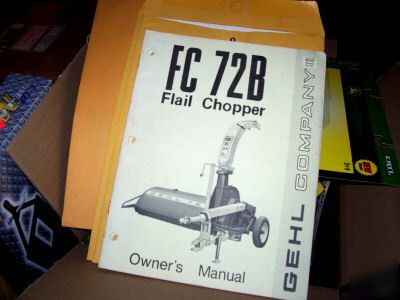 FC 72B
Flail Chopper
GEHL COMPANY
Owner's Manual